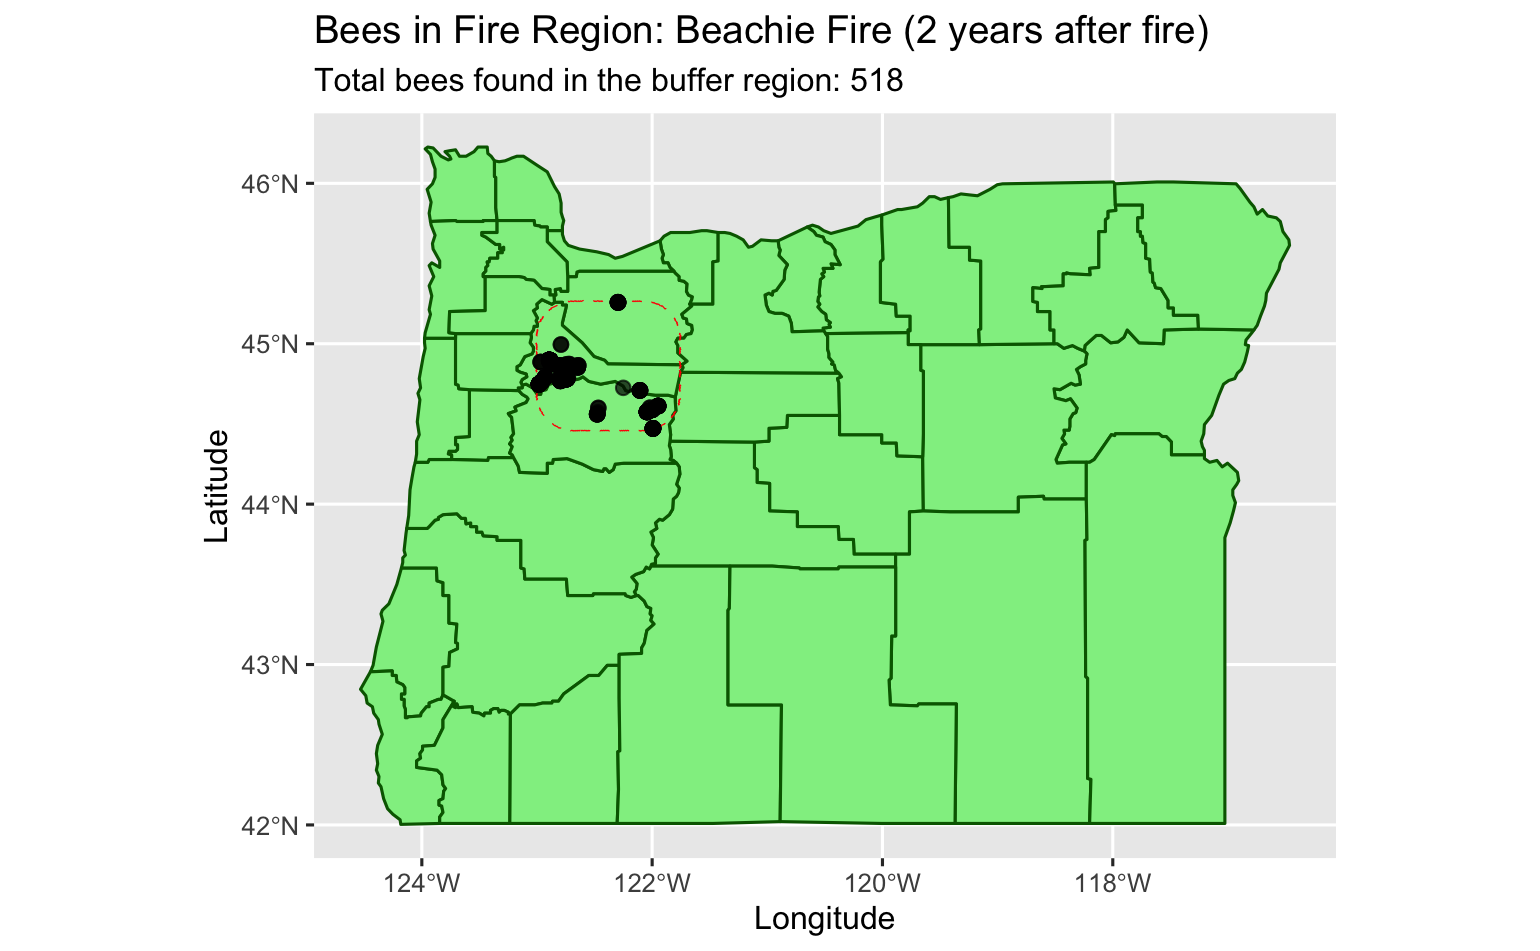 Bees in Fire Region: Beachie Fire (2 years after fire)
Total bees found in the buffer region: 518
46°N
45°N
44°N
43°N
42°N
Latitude
124°W 122°W 120°W 118°W
Longitude